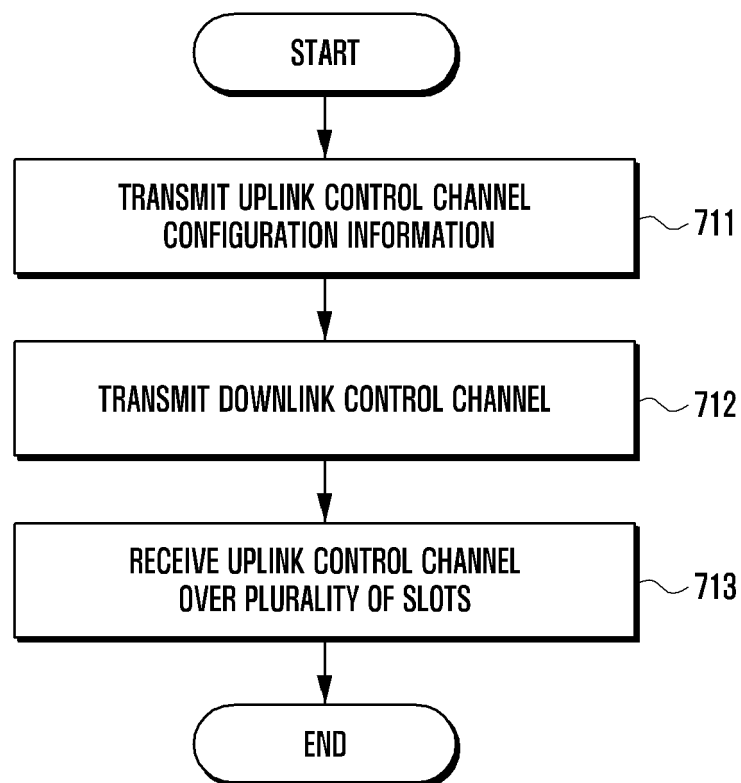 START
TRANSMIT UPLINK CONTROL CHANNEL
CONFIGURATION INFORMATION
711
TRANSMIT DOWNLINK CONTROL CHANNEL
712
RECEIVE UPLINK CONTROL CHANNEL
OVER PLURALITY OF SLOTS
713
END